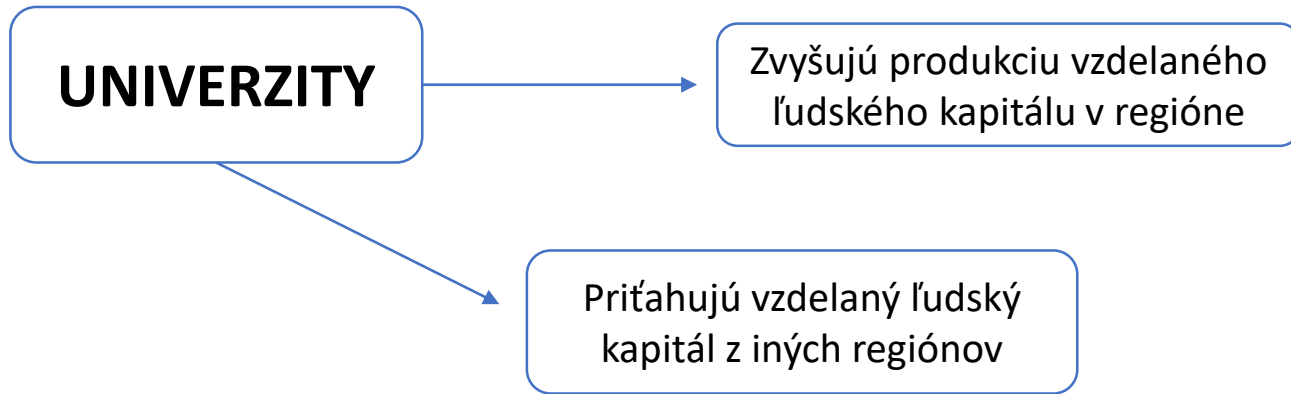 UNIVERZITY
Zvyšujú produkciu vzdelaného
ľudského kapitálu v regióne
Priťahujú vzdelaný ľudský
kapitál z iných regiónov